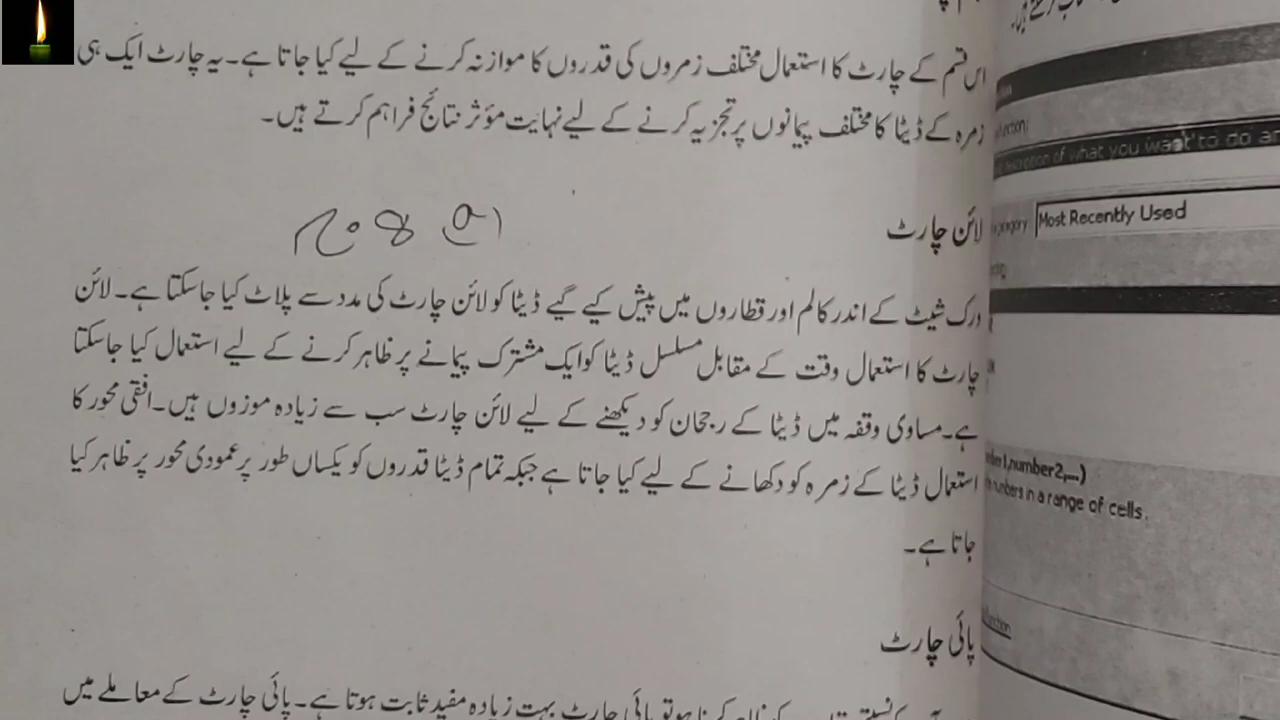 اس قسم کے چارٹ کا استعمال مختلف زمروں کی قدروں کا موازنہ کرنے کے لیے کیا جاتا ہے۔ یہ چارٹ ایک ہی
زمرہ کے ڈیٹا کا مختلف پیمانوں پر تجزیہ کرنے کے لیے نہایت مؤثر نتائج فراہم کرتے ہیں۔
لائن چارٹ
ورک شیٹ کے اندر کالم اور قطاروں میں پیش کیے گیے ڈیٹا کو لائن چارٹ کی مدد سے پلاٹ کیا جاسکتا ہے۔ لائن
چارٹ کا استعمال وقت کے مقابل مسلسل ڈیٹا کو ایک مشترک پیمانے پر ظاہر کرنے کے لیے استعمال کیا جاسکتا
ہے۔ مساوی وقفہ میں ڈیٹا کے رجحان کو دیکھنے کے لیے لائن چارٹ سب سے زیادہ موزوں ہیں۔ افقی محور کا
استعمال ڈیٹا کے زمرہ کو دکھانے کے لیے کیا جاتا ہے جبکہ تمام ڈیٹا قدروں کو یکساں طور پر عمودی محور پر ظاہر کیا
جاتا ہے۔
پائی چارٹ
ہو تو پائی چارٹ بہت زیادہ مفید ثابت ہوتا ہے۔ پائی چارٹ کے معاملے میں
function:
description of what you want to do an
category Most Recently Used
number2,...)
numbers in a range of cells.
function